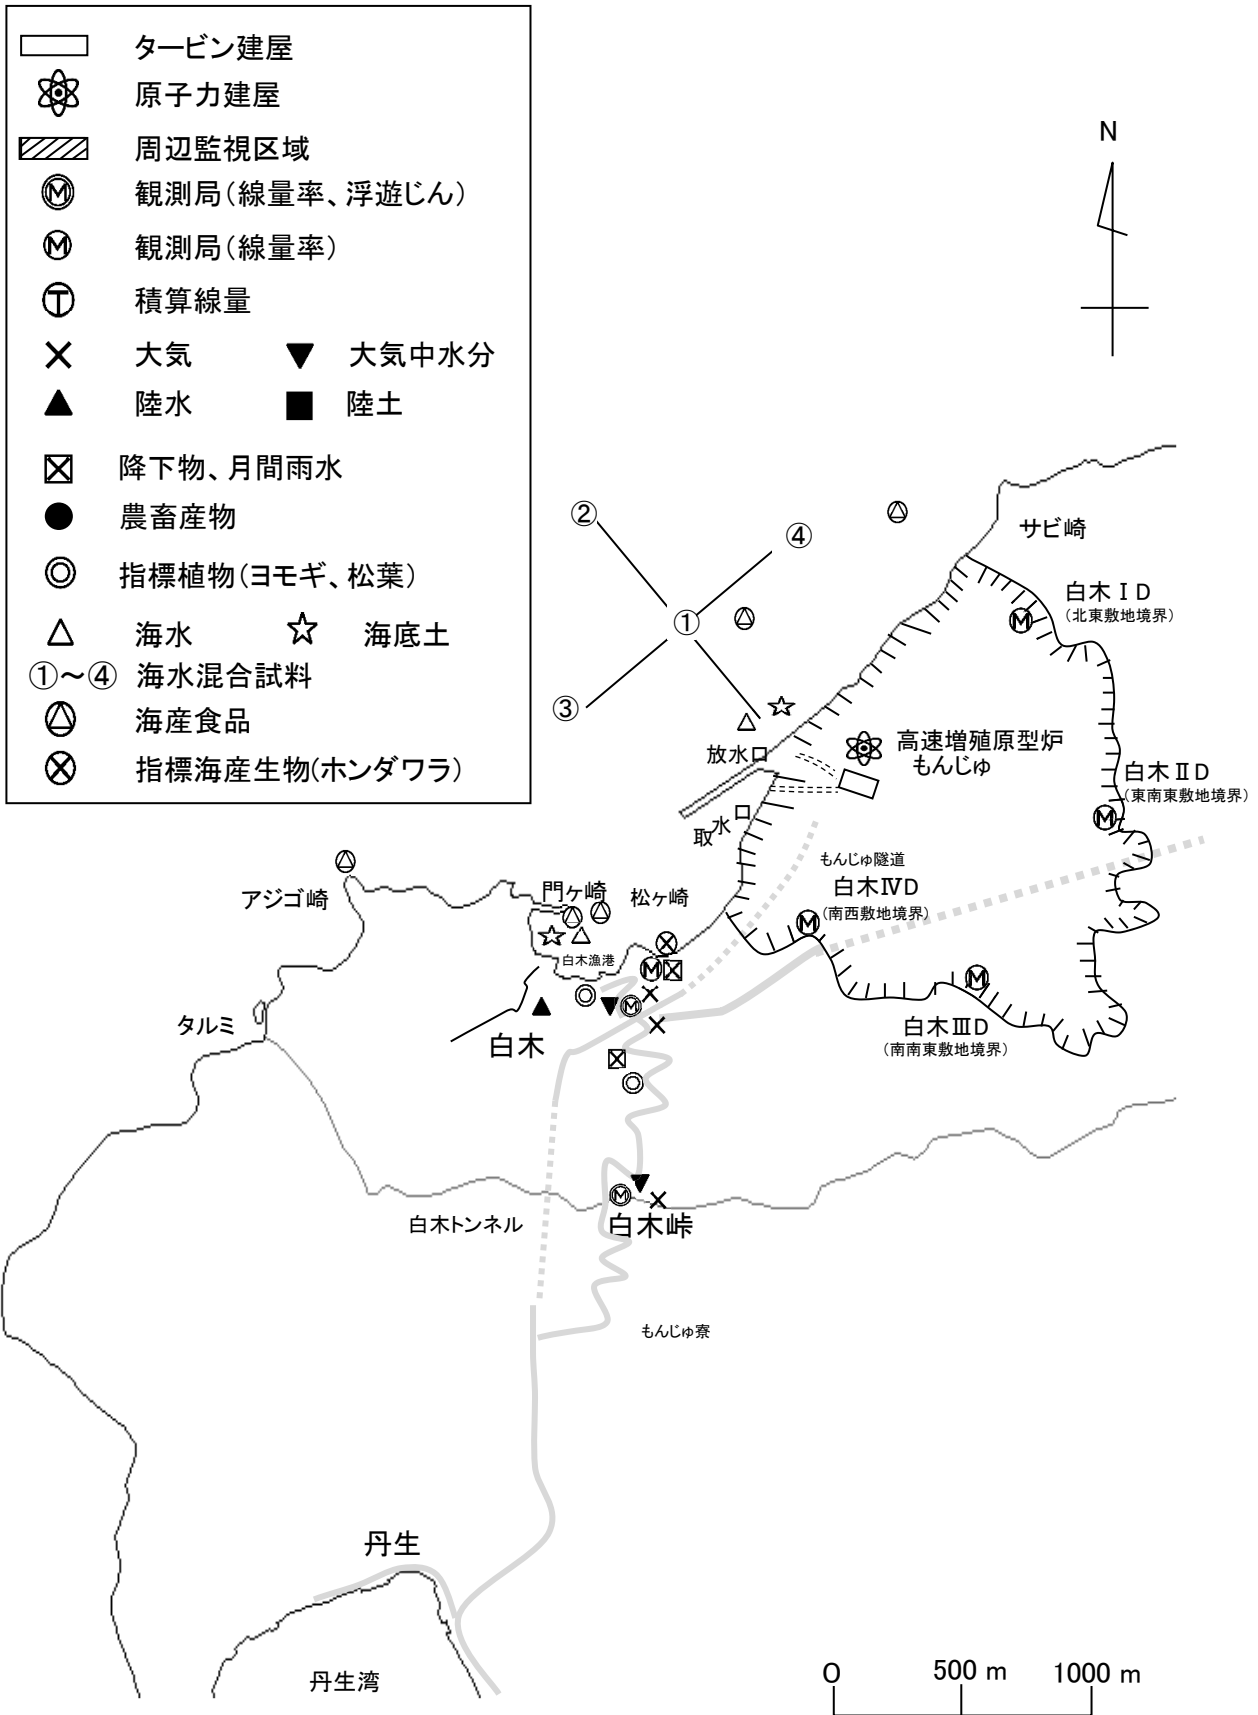 タービン建屋
原子力建屋
周辺監視区域
M 観測局(線量率、浮遊じん)
M 観測局(線量率)
T 積算線量
大気 大気中水分
陸水 陸土
降下物、月間雨水
農畜産物
指標植物(ヨモギ、松葉)
海水 海底土
①～④ 海水混合試料
海産食品
指標海産生物(ホンダワラ)
N
②
④
①
③
サビ崎
白木ⅠD
(北東敷地境界)
M
放水口
高速増殖原型炉
もんじゅ
白木ⅡD
(東南東敷地境界)
M
取水口
もんじゅ隧道
白木ⅣD
(南西敷地境界)
M
アジゴ崎
門ヶ崎
松ヶ崎
白木漁港
M
M
M
タルミ
白木
白木ⅢD
(南南東敷地境界)
M
白木トンネル
白木峠
もんじゅ寮
丹生
丹生湾
O 500 m 1000 m